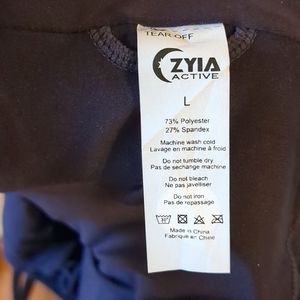 TEAR OFF
ZYIA
ACTIVE
L
73% Polyester
27% Spandex
Machine wash cold
Lavage en machine à froid
Do not tumble dry
Pas de sechange machine
Do not bleach
Ne pas javelliser
Do not iron
Pas de repassage
Made in China
Fabrique en Chine